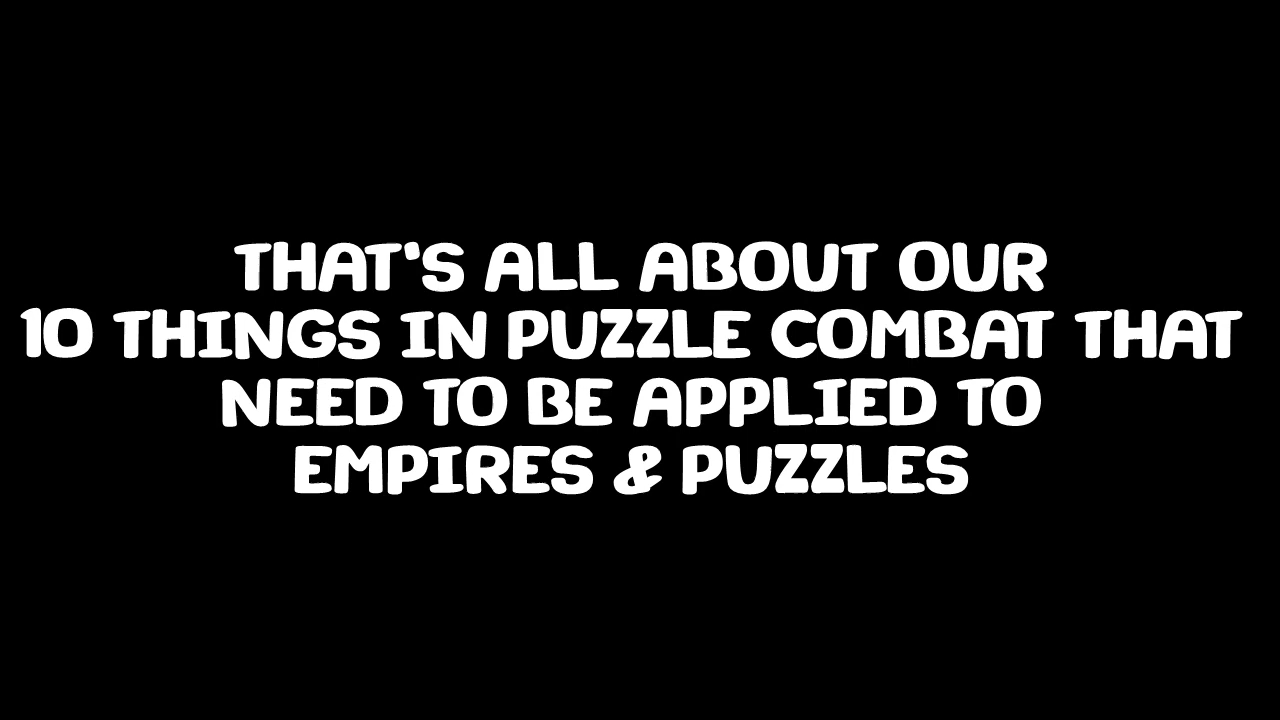 THAT'S ALL ABOUT OUR
10 THINGS IN PUZZLE COMBAT THAT
NEED TO BE APPLIED TO
EMPIRES & PUZZLES